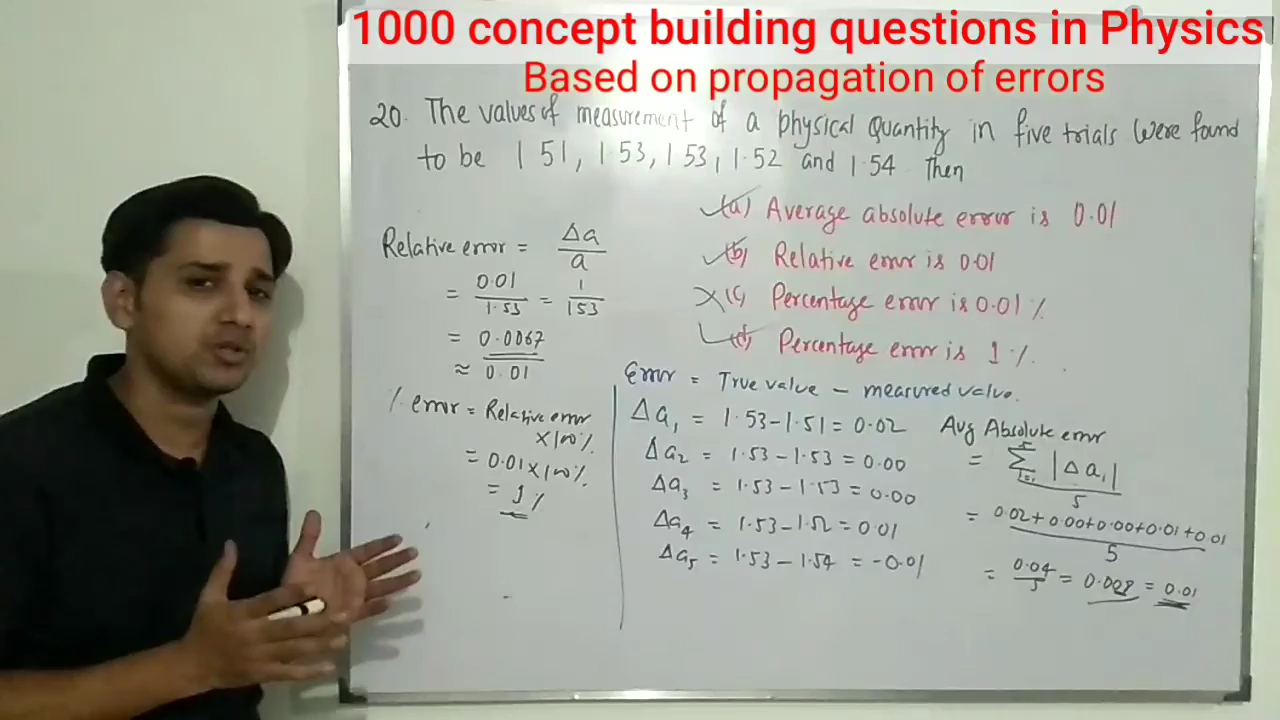 1000 concept building questions in Physics
Based on propagation of errors
20. The values of measurement of a physical Quantity in five trials were found
to be 1.51, 1.53, 1.53, 1.52 and 1.54 Then
(a) Average absolute error is 0.01
(b) Relative error is 0.01
(c) Percentage error is 0.01 %
(d) Percentage error is 1 %.
Relative error = Δa/a
= 0.01/1.53 = 1/153
= 0.0067
≈ 0.01
% error = Relative error
×100%
= 0.01×100%
= 1%
Error = True value - measured value.
Δa₁ = 1.53-1.51 = 0.02
Δa₂ = 1.53-1.53 = 0.00
Δa₃ = 1.53-1.53 = 0.00
Δa₄ = 1.53-1.52 = 0.01
Δa₅ = 1.53-1.54 = -0.01
Avg Absolute error
= Σ|Δa₁|/5
= 0.02+0.00+0.00+0.01+0.01/5
= 0.04/5 = 0.008 = 0.01